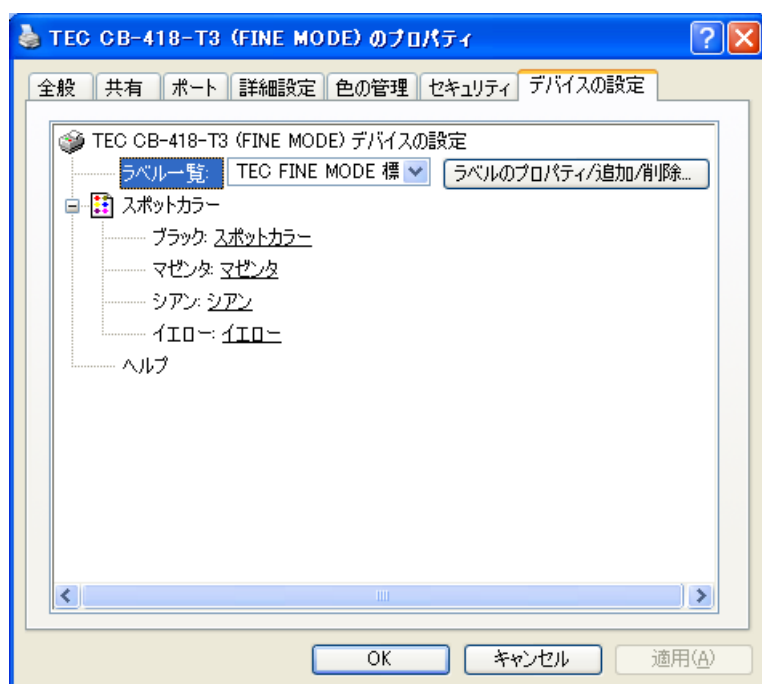 TEC CB-418-T3 (FINE MODE) のプロパティ
全般 共有 ポート 詳細設定 色の管理 セキュリティ デバイスの設定
TEC CB-418-T3 (FINE MODE) デバイスの設定
ラベル一覧: TEC FINE MODE 標 ラベルのプロパティ/追加/削除...
スポットカラー
ブラック: スポットカラー
マゼンタ: マゼンタ
シアン: シアン
イエロー: イエロー
ヘルプ
OK キャンセル 適用(A)